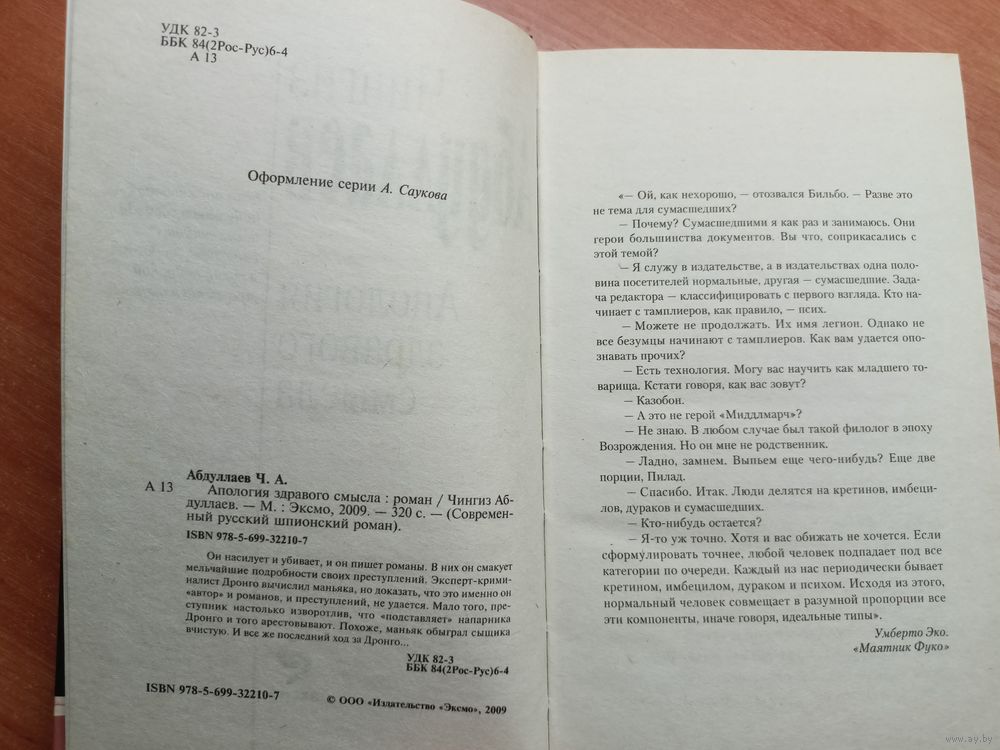 УДК 82-3
ББК 84(2Рос-Рус)6-4
А 13
Оформление серии А. Саукова
Абдуллаев Ч. А.
А 13 Апология здравого смысла : роман / Чингиз Аб-
дуллаев. — М. : Эксмо, 2009. — 320 с. — (Современ-
ный русский шпионский роман).
ISBN 978-5-699-32210-7
Он насилует и убивает, и он пишет романы. В них он смакует
мельчайшие подробности своих преступлений. Эксперт-крими-
налист Дронго вычислил маньяка, но доказать, что это именно он
«автор» и романов, и преступлений, не удается. Мало того, пре-
ступник настолько изворотлив, что «подставляет» напарника
Дронго и того арестовывают. Похоже, маньяк обыграл сыщика
вчистую. И все же последний ход за Дронго...
УДК 82-3
ББК 84(2Рос-Рус)6-4
ISBN 978-5-699-32210-7
© ООО «Издательство «Эксмо», 2009
«— Ой, как нехорошо, — отозвался Бильбо. — Разве это
не тема для сумасшедших?
— Почему? Сумасшедшими я как раз и занимаюсь. Они
герои большинства документов. Вы что, соприкасались с
этой темой?
— Я служу в издательстве, а в издательствах одна поло-
вина посетителей нормальные, другая — сумасшедшие. Зада-
ча редактора — классифицировать с первого взгляда. Кто на-
чинает с тамплиеров, как правило, — псих.
— Можете не продолжать. Их имя легион. Однако не
все безумцы начинают с тамплиеров. Как вам удается опо-
знавать прочих?
— Есть технология. Могу вас научить как младшего то-
варища. Кстати говоря, как вас зовут?
— Казобон.
— А это не герой «Миддлмарч»?
— Не знаю. В любом случае был такой филолог в эпоху
Возрождения. Но он мне не родственник.
— Ладно, замнем. Выпьем еще чего-нибудь? Еще две
порции, Пилад.
— Спасибо. Итак. Люди делятся на кретинов, имбеци-
лов, дураков и сумасшедших.
— Кто-нибудь остается?
— Я-то уж точно. Хотя и вас обижать не хочется. Если
сформулировать точнее, любой человек подпадает под все
категории по очереди. Каждый из нас периодически бывает
кретином, имбецилом, дураком и психом. Исходя из этого,
нормальный человек совмещает в разумной пропорции все
эти компоненты, иначе говоря, идеальные типы».
Умберто Эко.
«Маятник Фуко»
www.ay.by